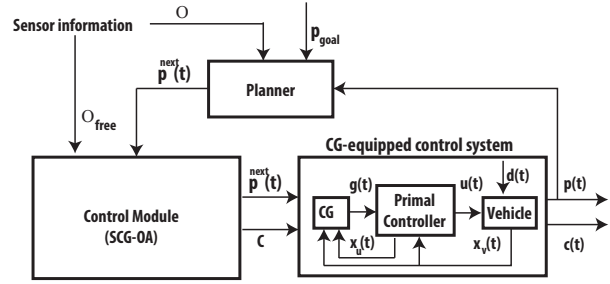 Sensor information
O
p_goal
p^next(t)
Planner
O_free
CG-equipped control system
Control Module
(SCG-OA)
p^next(t)
C
CG
g(t)
Primal
Controller
u(t)
d(t)
Vehicle
x_u(t)
x_v(t)
p(t)
c(t)